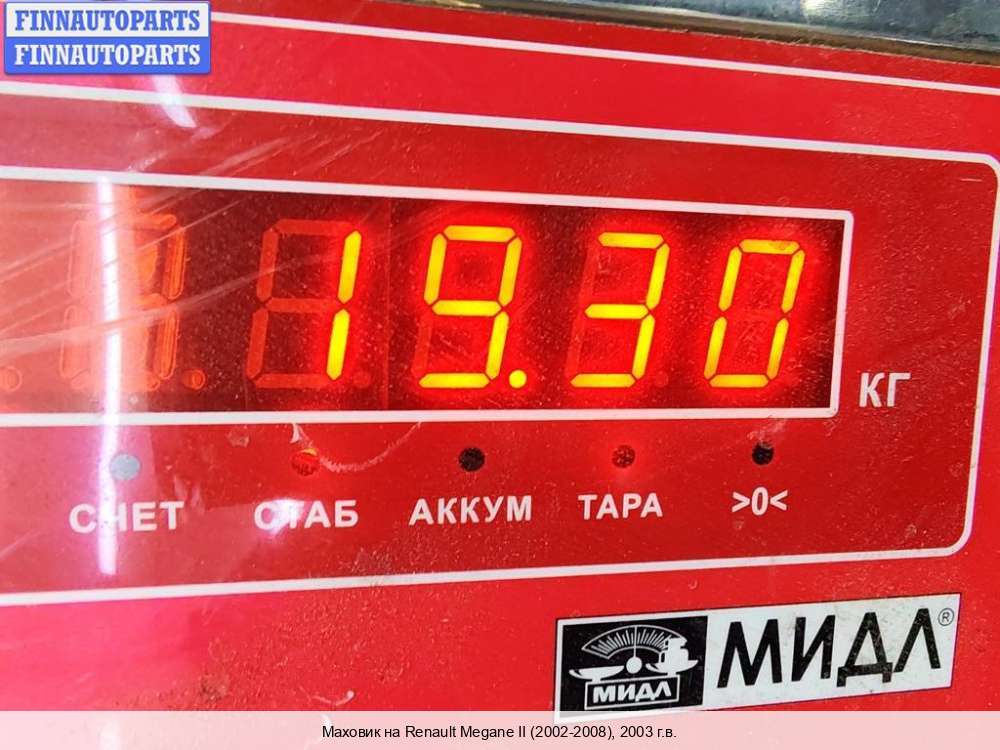 FINNAUTOPARTS
FINNAUTOPARTS
19.30
КГ
СЧЕТ СТАБ АККУМ ТАРА >0<
МИДЛ МИДЛ®
Маховик на Renault Megane II (2002-2008), 2003 г.в.